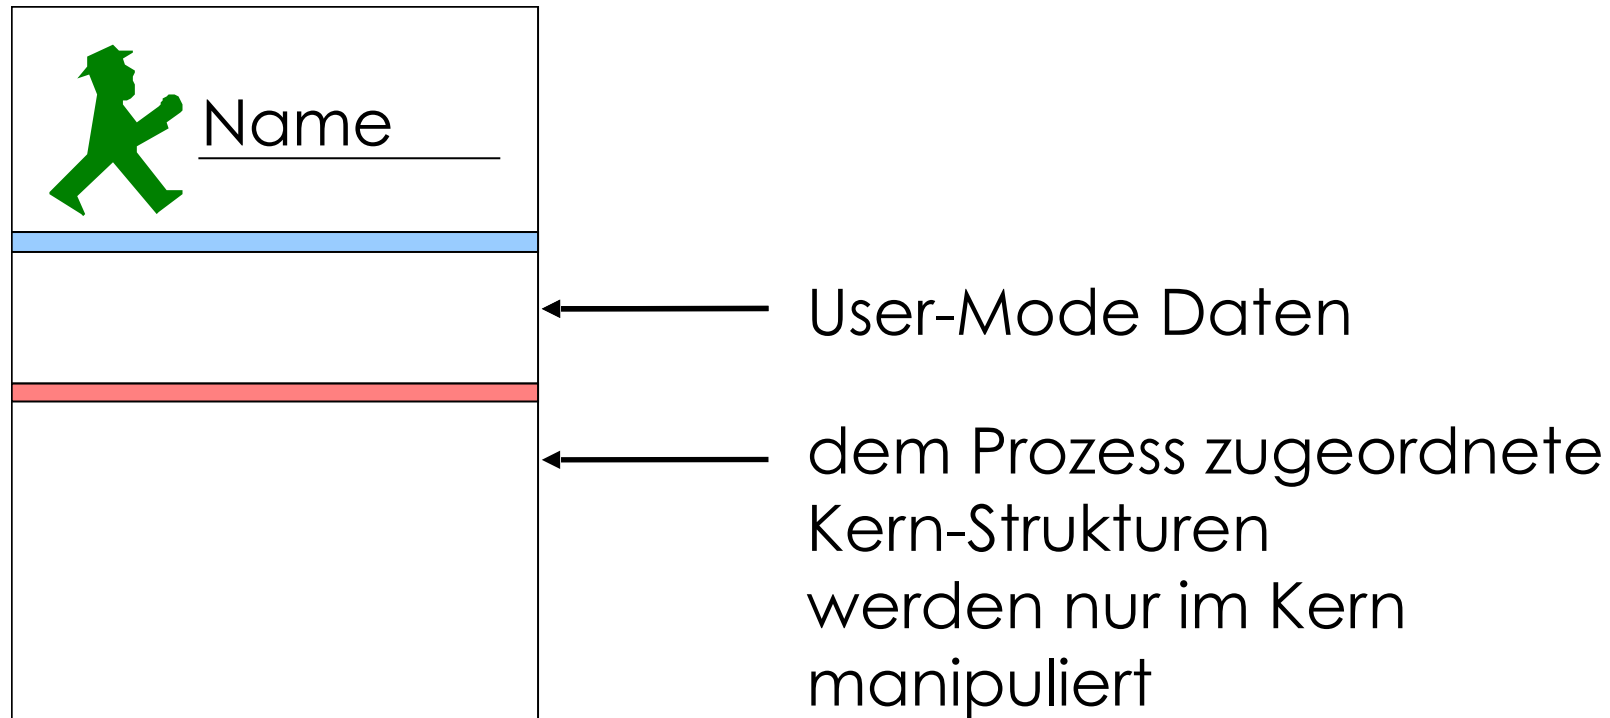 Name
User-Mode Daten
dem Prozess zugeordnete
Kern-Strukturen
werden nur im Kern
manipuliert